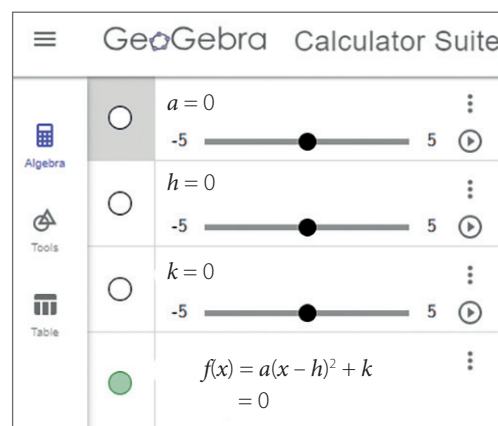 GeoGebra Calculator Suite
a = 0
-5 5
Algebra
h = 0
-5 5
Tools
k = 0
-5 5
Table
f(x) = a(x – h)² + k
= 0